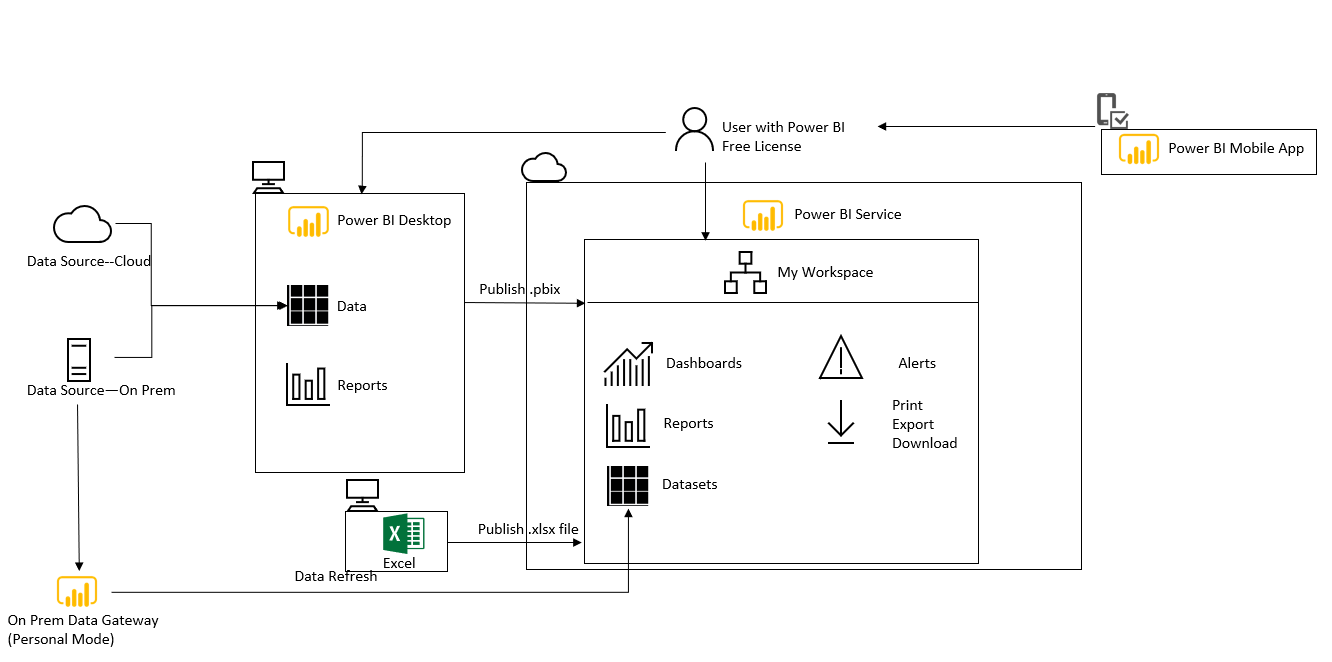 User with Power BI
Free License
Power BI Mobile App
Power BI Desktop
Power BI Service
Data Source--Cloud
My Workspace
Publish .pbix
Data
Dashboards
Alerts
Data Source—On Prem
Reports
Print
Export
Download
Reports
Datasets
Publish .xlsx file
X
Excel
Data Refresh
On Prem Data Gateway
(Personal Mode)